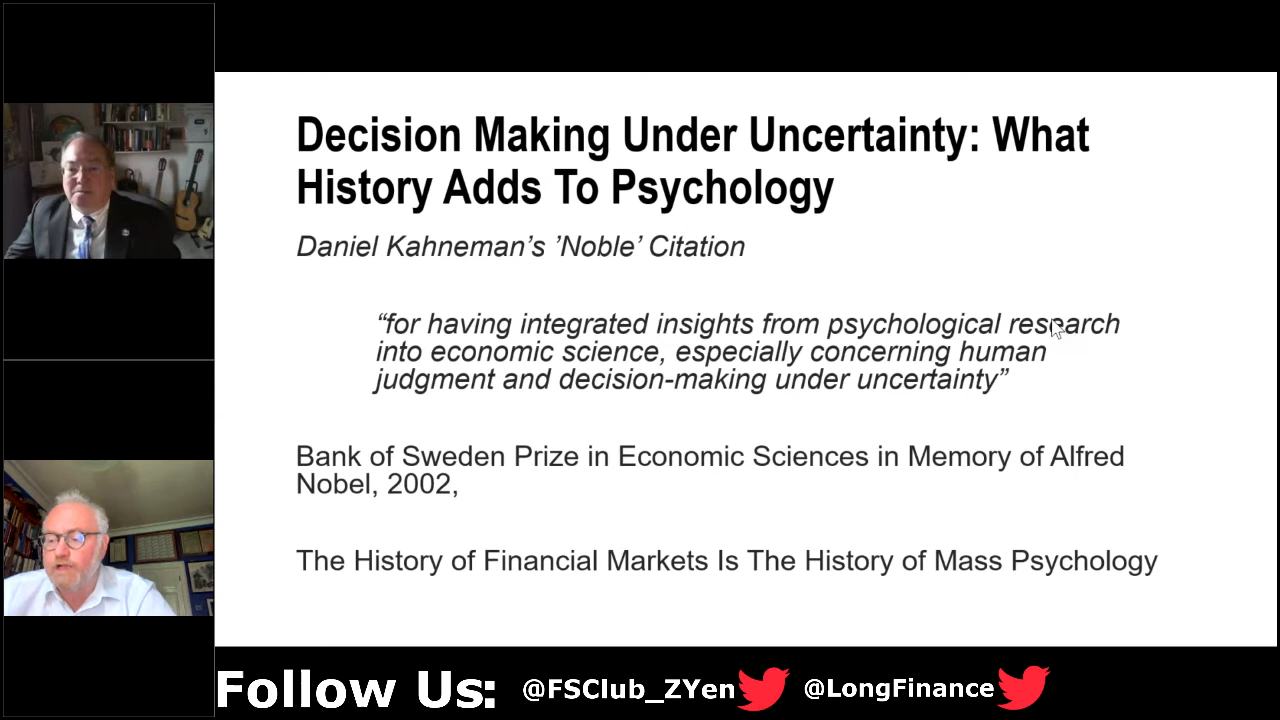 Decision Making Under Uncertainty: What
History Adds To Psychology
Daniel Kahneman’s ’Noble’ Citation
“for having integrated insights from psychological research
into economic science, especially concerning human
judgment and decision-making under uncertainty”
Bank of Sweden Prize in Economic Sciences in Memory of Alfred
Nobel, 2002,
The History of Financial Markets Is The History of Mass Psychology
Follow Us: @FSClub_ZYen @LongFinance